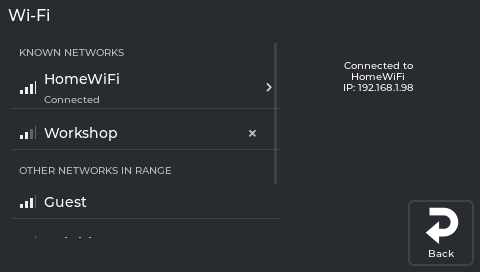 Wi-Fi
KNOWN NETWORKS
HomeWiFi
Connected
Workshop
OTHER NETWORKS IN RANGE
Guest
Connected to
HomeWiFi
IP: 192.168.1.98
Back